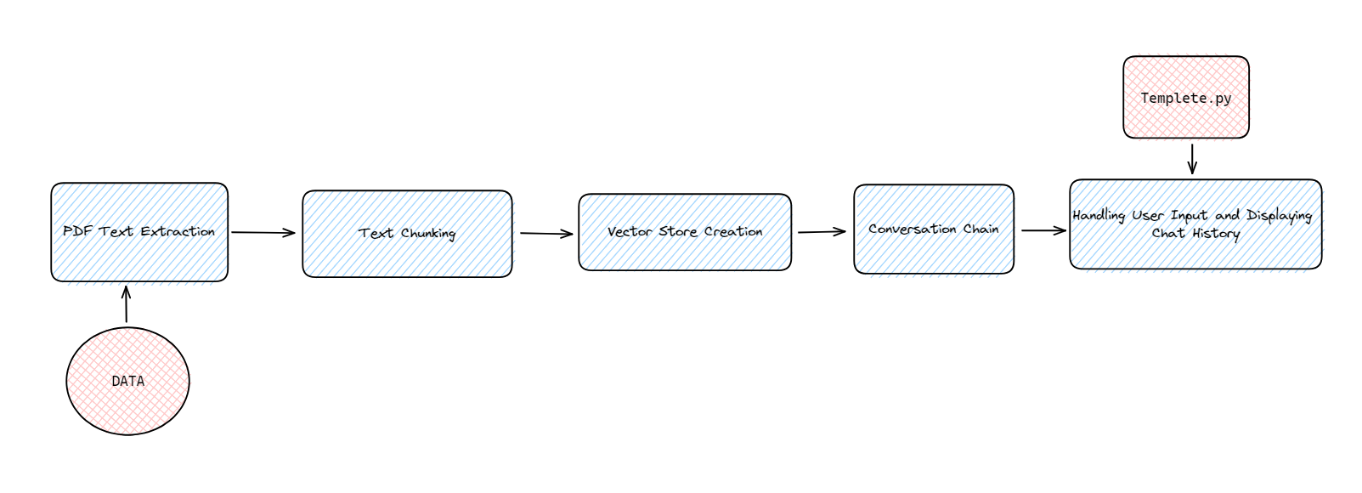 Templete.py
PDF Text Extraction
Text Chunking
Vector Store Creation
Conversation Chain
Handling User Input and Displaying
Chat History
DATA